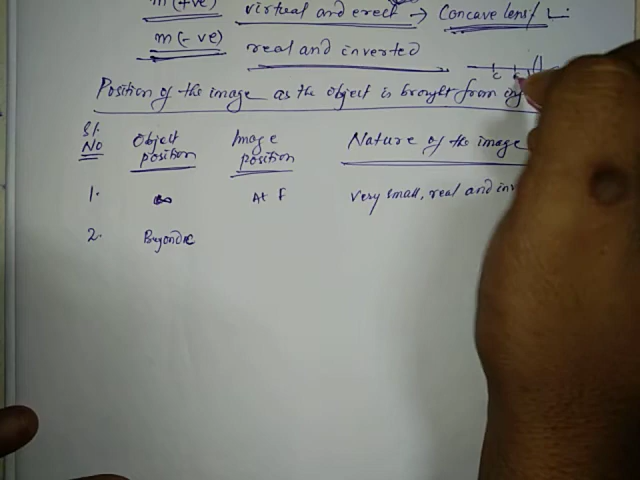 m (+ve) virtual and erect → Concave lens/
m (-ve) real and inverted
C
Position of the image as the object is brought from
Sl. No Object position Image position Nature of the image
1. ∞ At F Very small, real and inv
2. Beyond C